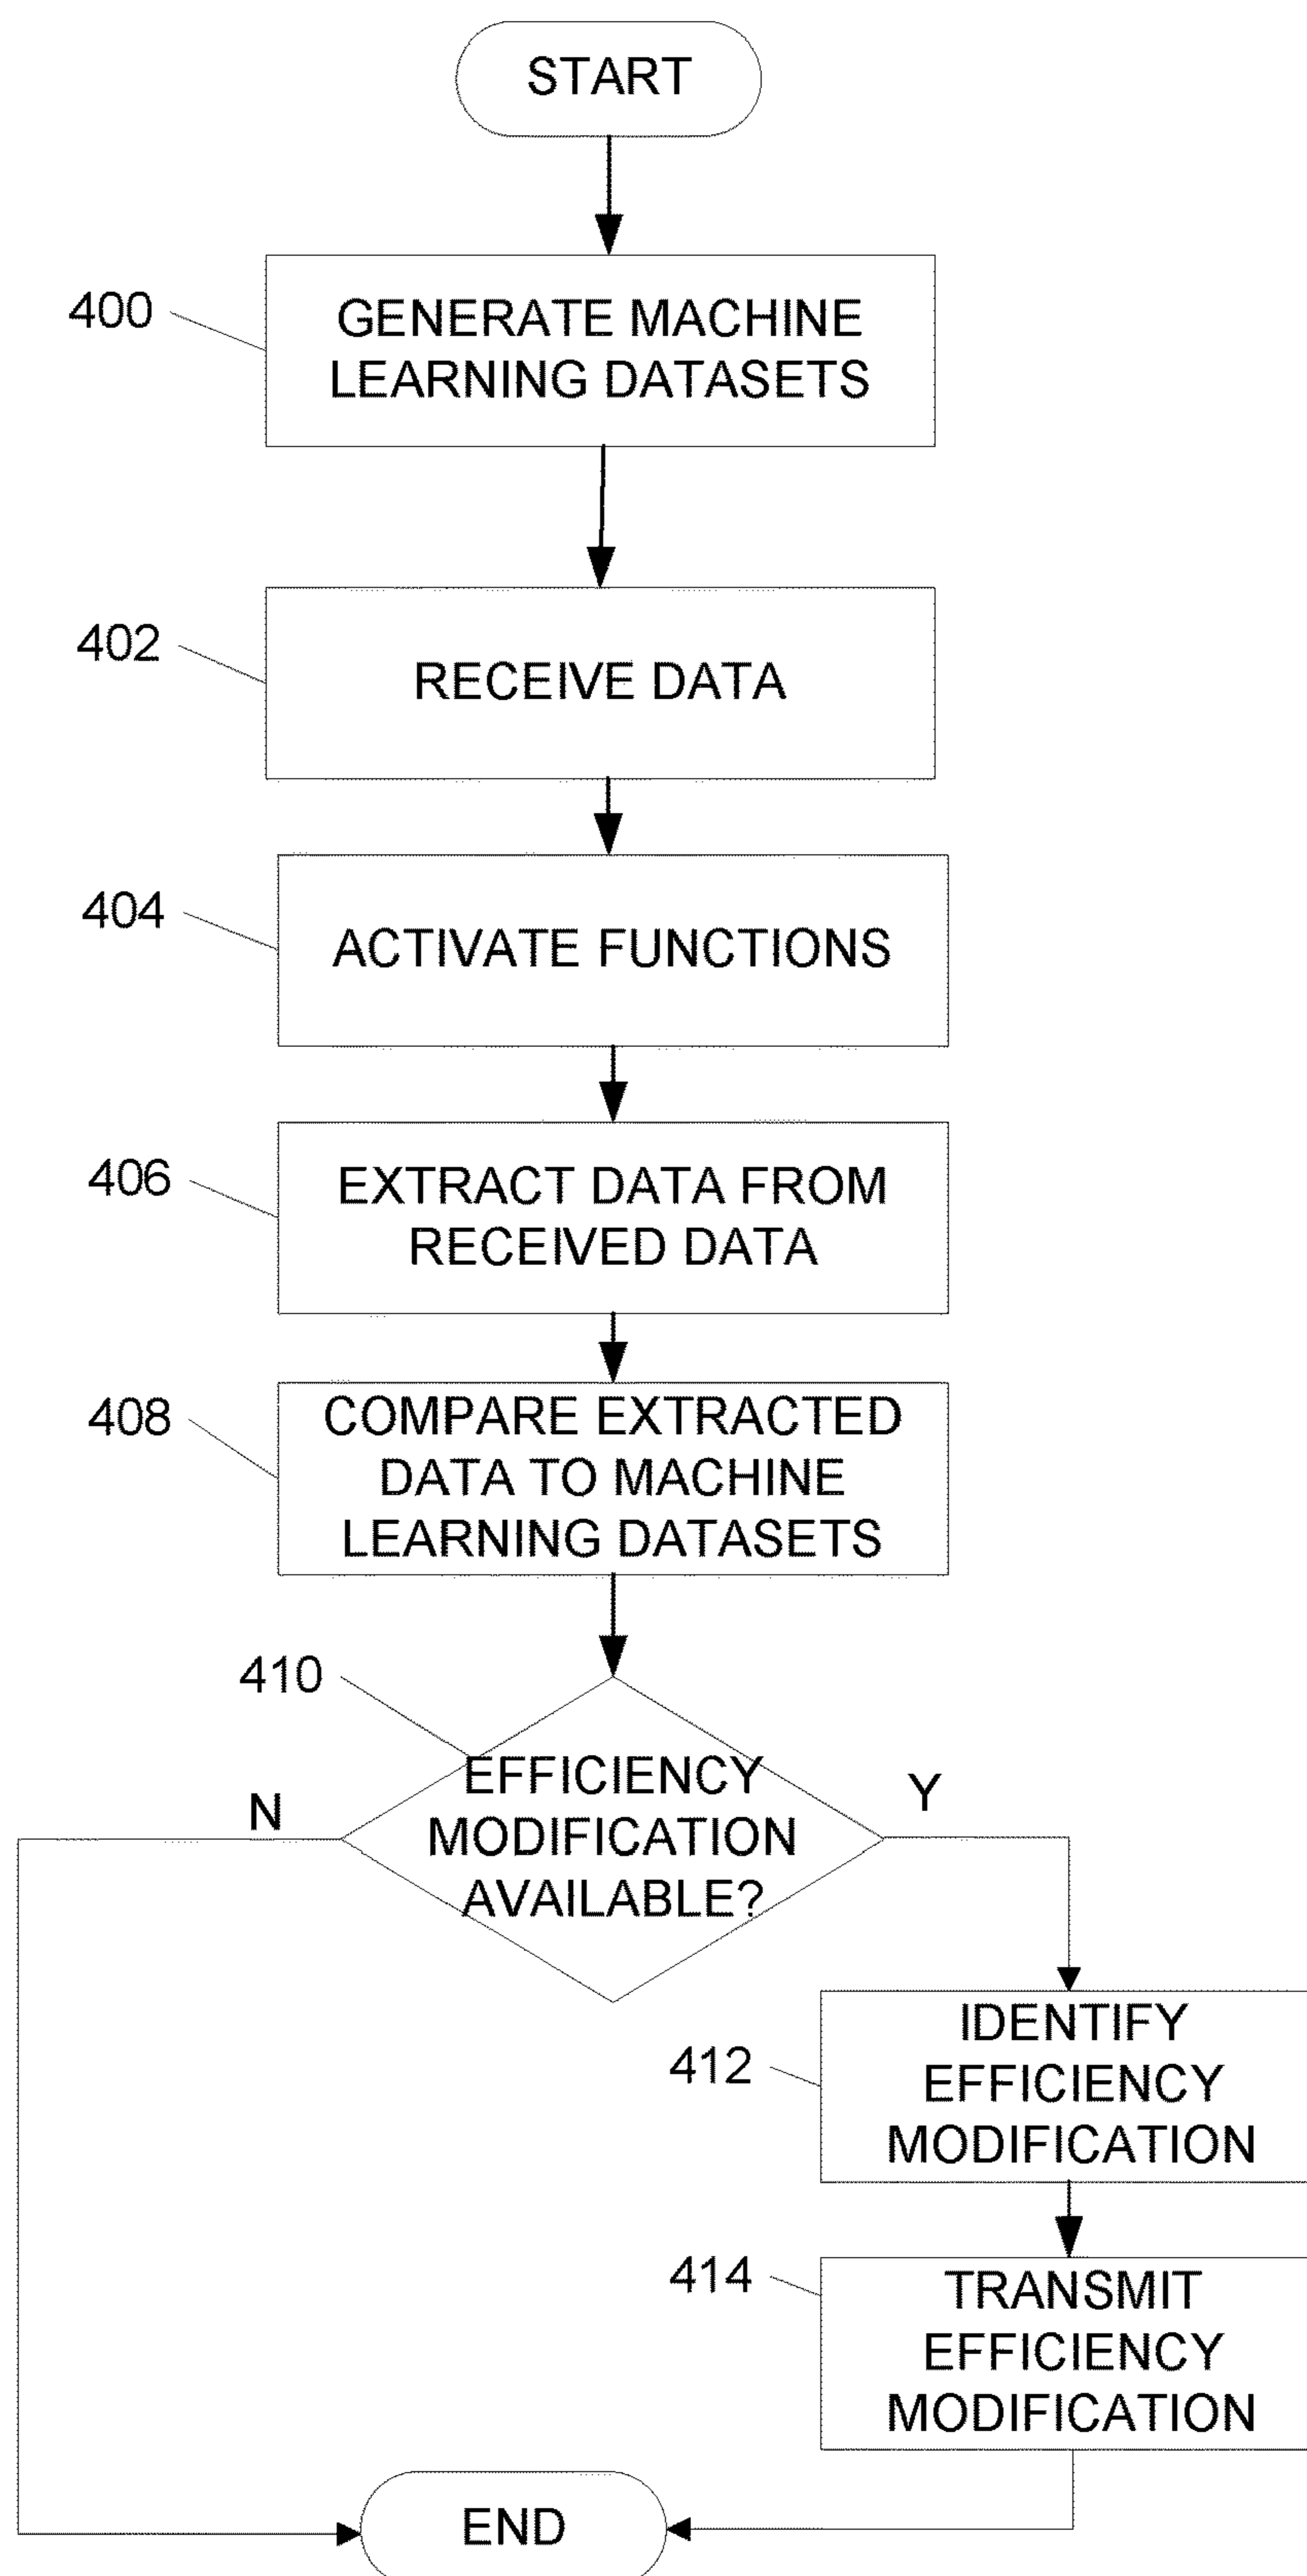 START
400
GENERATE MACHINE
LEARNING DATASETS
402
RECEIVE DATA
404
ACTIVATE FUNCTIONS
406
EXTRACT DATA FROM
RECEIVED DATA
408
COMPARE EXTRACTED
DATA TO MACHINE
LEARNING DATASETS
410
EFFICIENCY
MODIFICATION
AVAILABLE?
N
Y
412
IDENTIFY
EFFICIENCY
MODIFICATION
414
TRANSMIT
EFFICIENCY
MODIFICATION
END